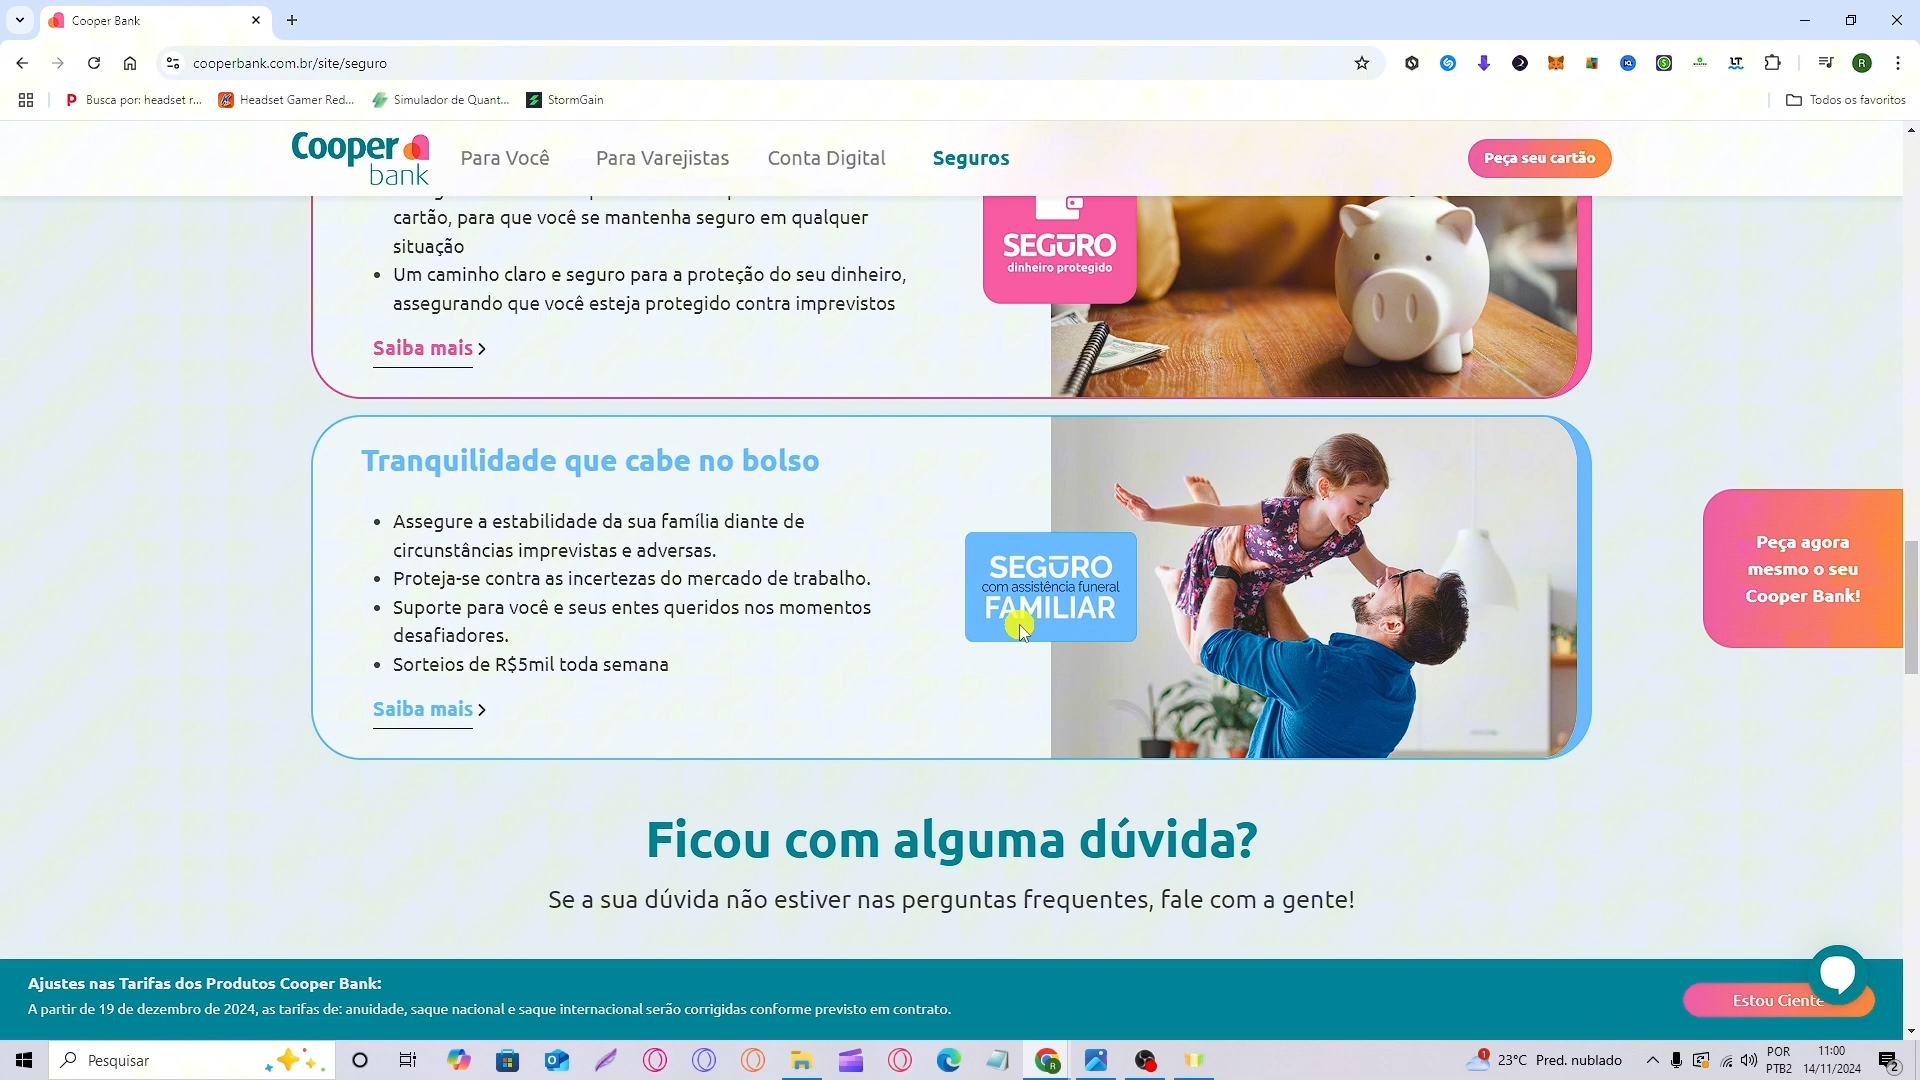 Cooper Bank
cooperbank.com.br/site/seguro
Busca por: headset r...
Headset Gamer Red...
Simulador de Quant...
StormGain
Todos os favoritos
Cooper bank
Para Você
Para Varejistas
Conta Digital
Seguros
Peça seu cartão
cartão, para que você se mantenha seguro em qualquer
situação
Um caminho claro e seguro para a proteção do seu dinheiro,
assegurando que você esteja protegido contra imprevistos
Saiba mais
SEGURO
dinheiro protegido
Tranquilidade que cabe no bolso
Assegure a estabilidade da sua família diante de
circunstâncias imprevistas e adversas.
Proteja-se contra as incertezas do mercado de trabalho.
Suporte para você e seus entes queridos nos momentos
desafiadores.
Sorteios de R$5mil toda semana
Saiba mais
SEGURO
com assistência funeral
FAMILIAR
Peça agora
mesmo o seu
Cooper Bank!
Ficou com alguma dúvida?
Se a sua dúvida não estiver nas perguntas frequentes, fale com a gente!
Ajustes nas Tarifas dos Produtos Cooper Bank:
A partir de 19 de dezembro de 2024, as tarifas de: anuidade, saque nacional e saque internacional serão corrigidas conforme previsto em contrato.
Estou Ciente
Pesquisar
23°C Pred. nublado
POR
PTB2
11:00
14/11/2024
2